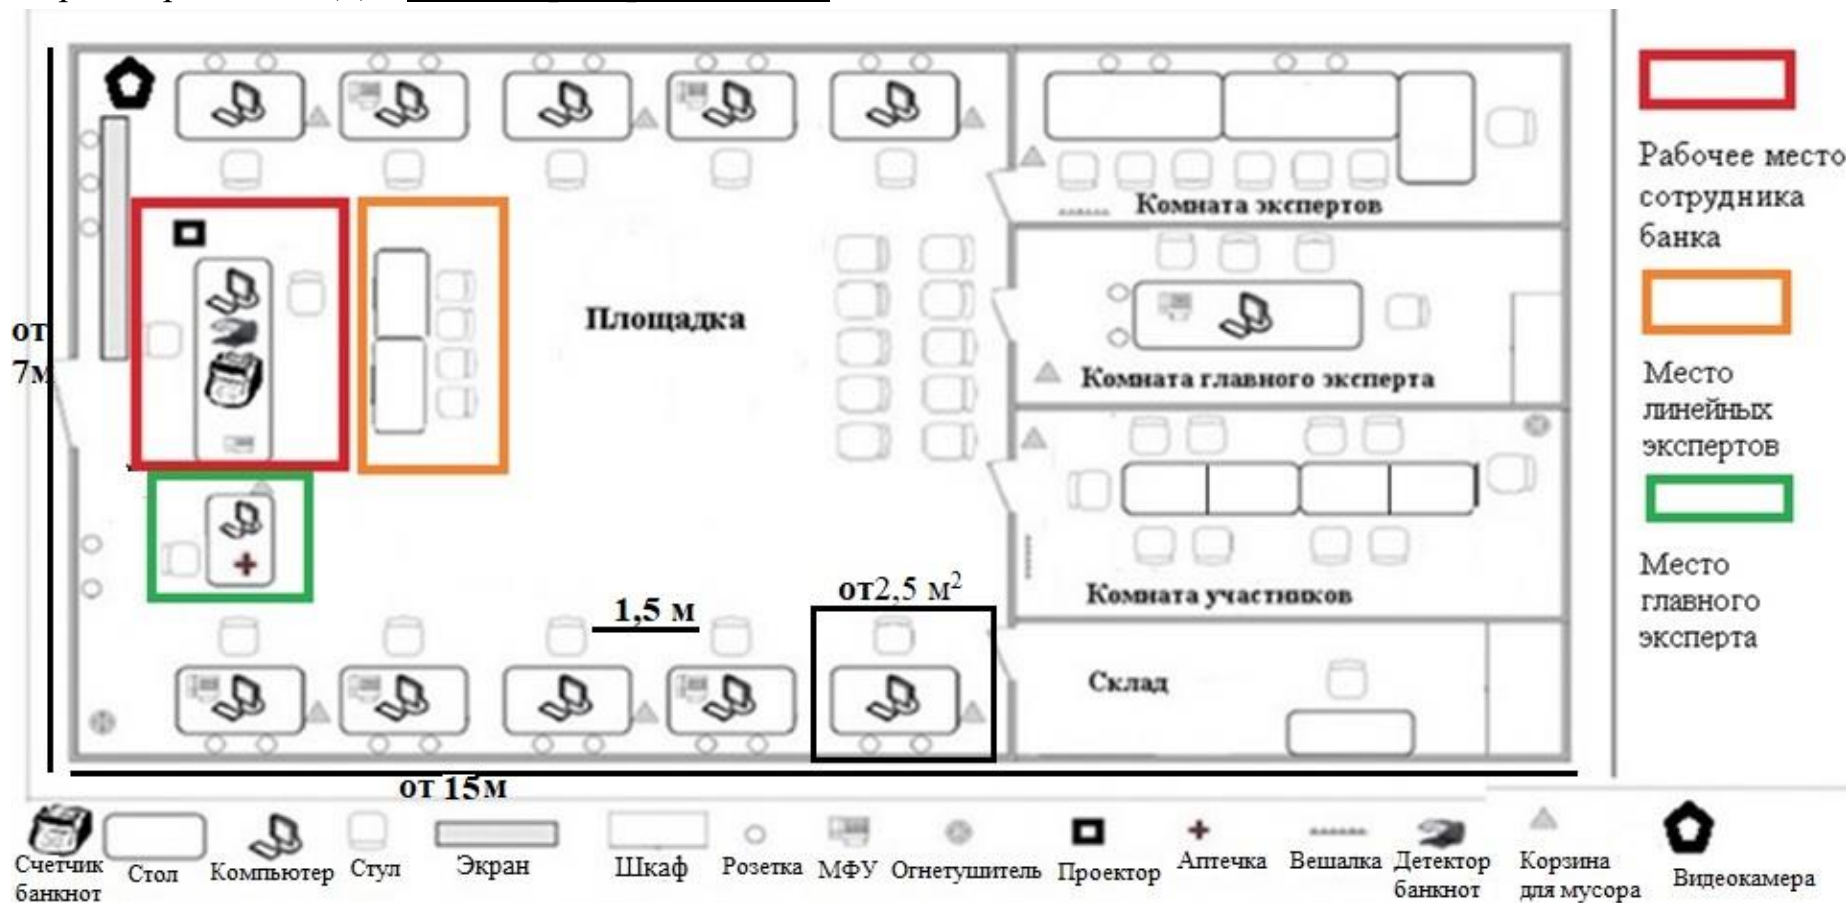 Комната экспертов
Рабочее место
сотрудника
банка
Площадка
от
7м
Комната главного эксперта
Место
линейных
экспертов
от2,5 м²
1,5 м
Комната участников
Место
главного
эксперта
Склад
от 15м
Счетчик
банкнот
Стол
Компьютер
Стул
Экран
Шкаф
Розетка
МФУ
Огнетушитель
Проектор
Аптечка
Вешалка
Детектор
банкнот
Корзина
для мусора
Видеокамера